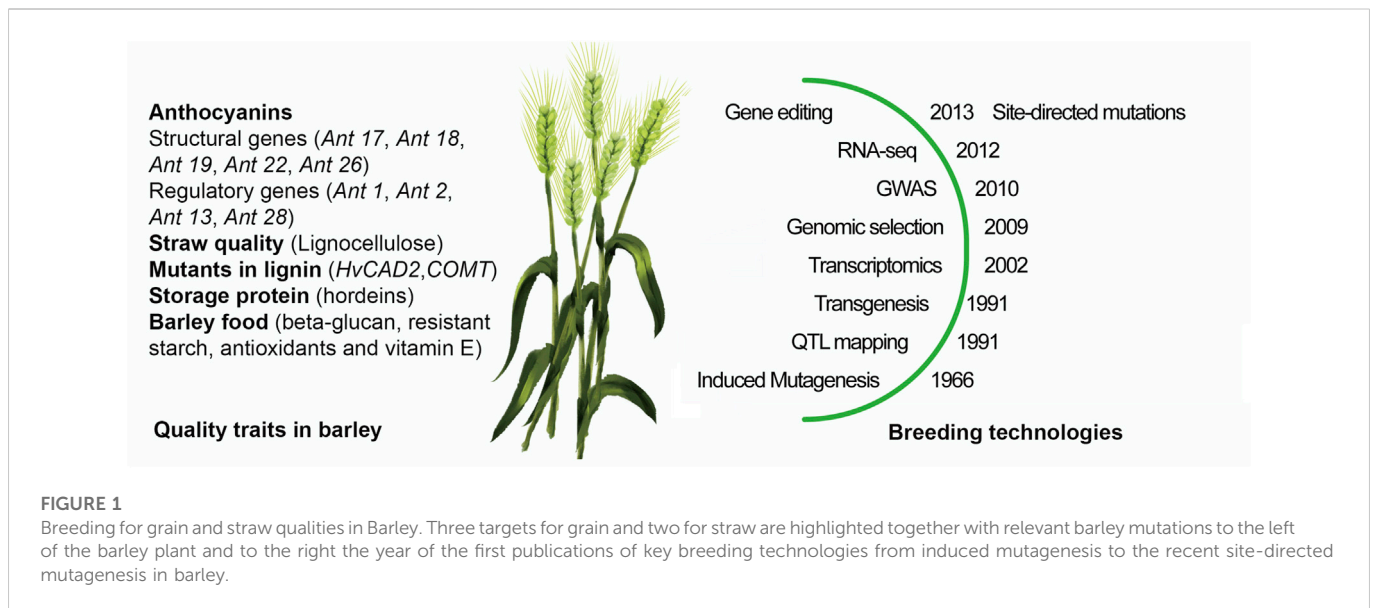 Anthocyanins
Structural genes (Ant 17, Ant 18,
Ant 19, Ant 22, Ant 26)
Regulatory genes (Ant 1, Ant 2,
Ant 13, Ant 28)
Straw quality (Lignocellulose)
Mutants in lignin (HvCAD2,COMT)
Storage protein (hordeins)
Barley food (beta-glucan, resistant
starch, antioxidants and vitamin E)
Quality traits in barley
Gene editing 2013 Site-directed mutations
RNA-seq 2012
GWAS 2010
Genomic selection 2009
Transcriptomics 2002
Transgenesis 1991
QTL mapping 1991
Induced Mutagenesis 1966
Breeding technologies
FIGURE 1
Breeding for grain and straw qualities in Barley. Three targets for grain and two for straw are highlighted together with relevant barley mutations to the left
of the barley plant and to the right the year of the first publications of key breeding technologies from induced mutagenesis to the recent site-directed
mutagenesis in barley.